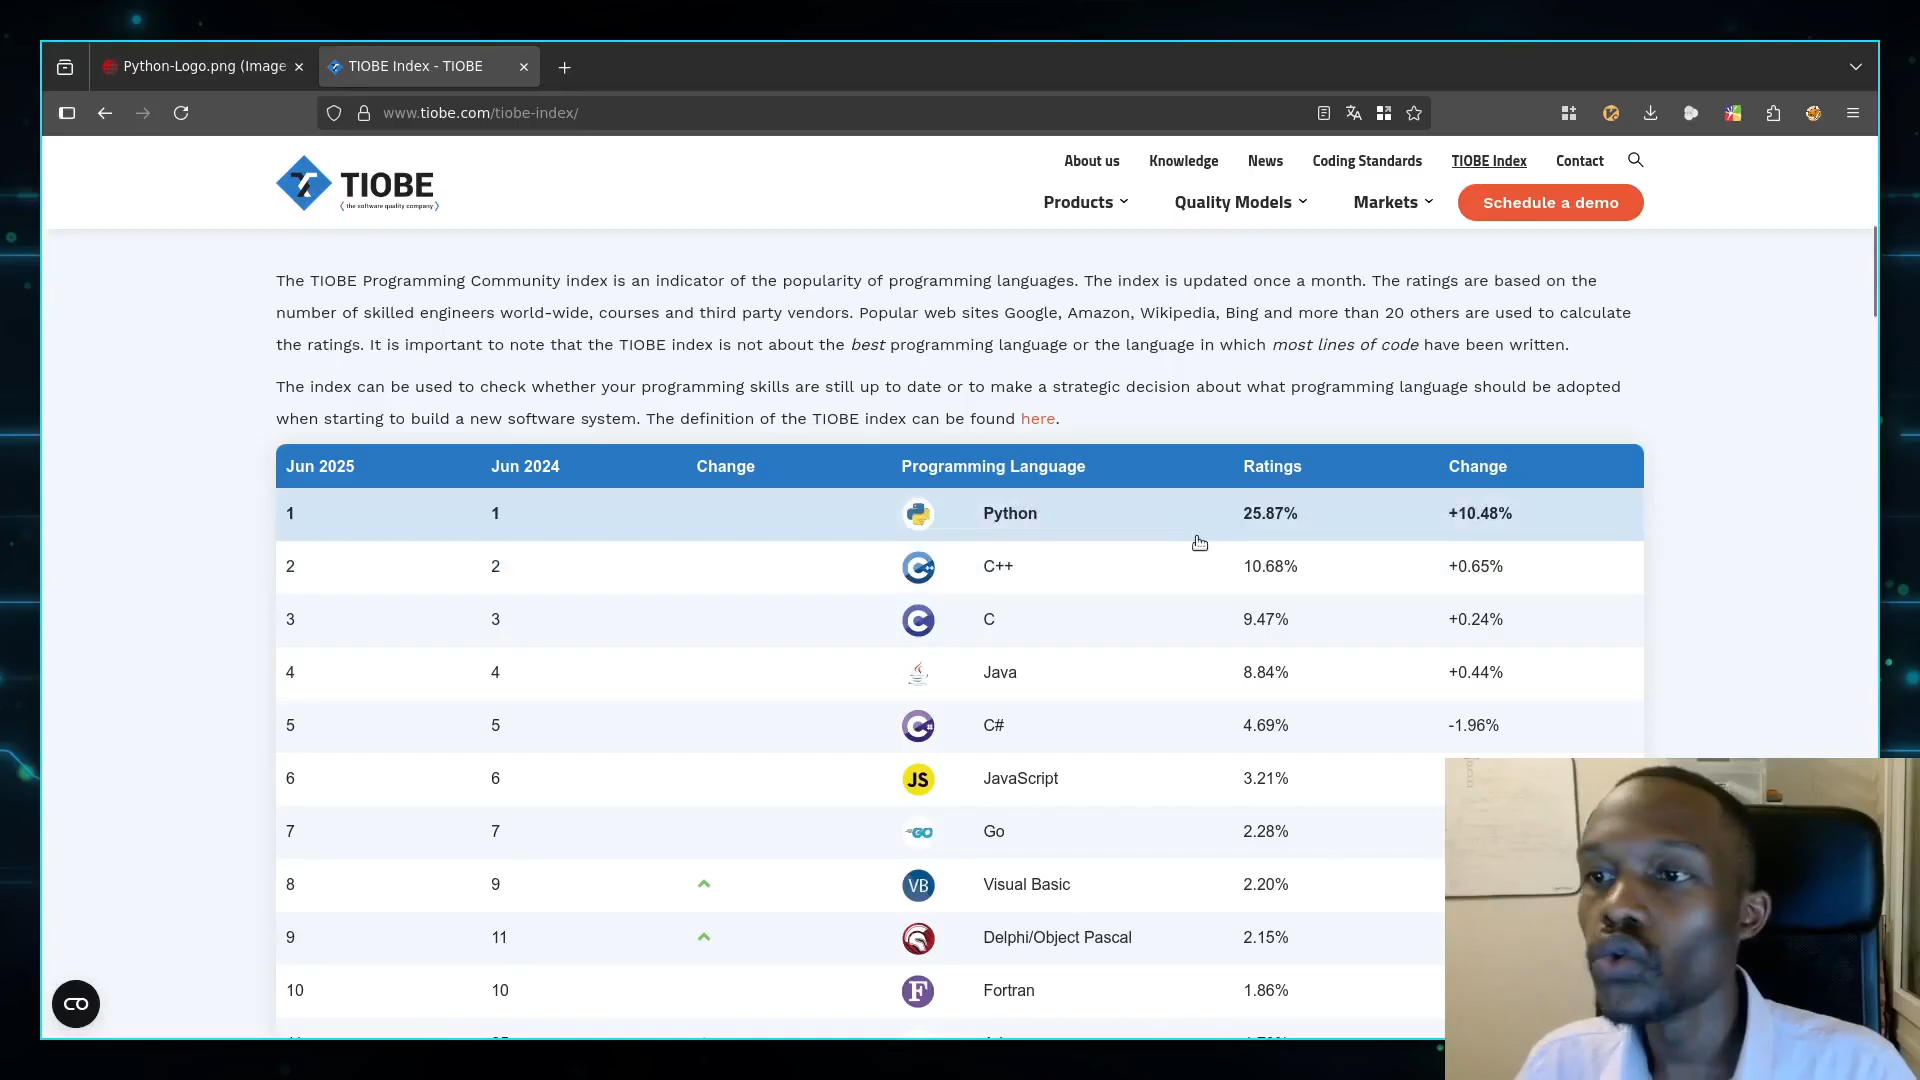 Python-Logo.png (Image
TIOBE Index - TIOBE
www.tiobe.com/tiobe-index/
TIOBE
(the software quality company)
About us Knowledge News Coding Standards TIOBE Index Contact
Products Quality Models Markets Schedule a demo
The TIOBE Programming Community index is an indicator of the popularity of programming languages. The index is updated once a month. The ratings are based on the
number of skilled engineers world-wide, courses and third party vendors. Popular web sites Google, Amazon, Wikipedia, Bing and more than 20 others are used to calculate
the ratings. It is important to note that the TIOBE index is not about the best programming language or the language in which most lines of code have been written.
The index can be used to check whether your programming skills are still up to date or to make a strategic decision about what programming language should be adopted
when starting to build a new software system. The definition of the TIOBE index can be found here.
Jun 2025 Jun 2024 Change Programming Language Ratings Change
1 1 Python 25.87% +10.48%
2 2 C++ 10.68% +0.65%
3 3 C 9.47% +0.24%
4 4 Java 8.84% +0.44%
5 5 C# 4.69% -1.96%
6 6 JS JavaScript 3.21%
7 7 GO Go 2.28%
8 9 VB Visual Basic 2.20%
9 11 Delphi/Object Pascal 2.15%
10 10 F Fortran 1.86%